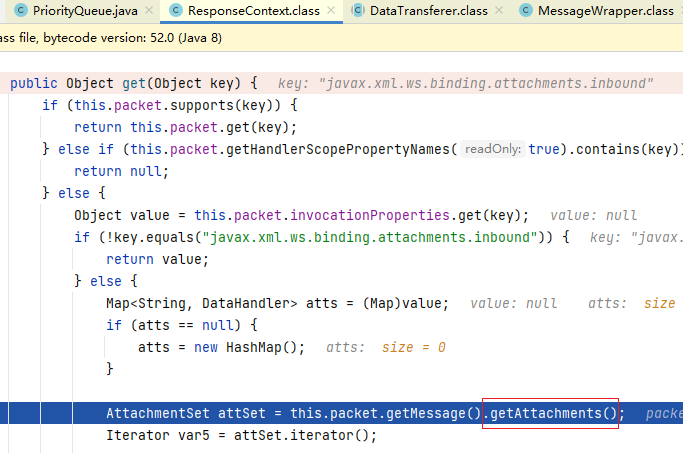 PriorityQueue.java ResponseContext.class DataTransferer.class MessageWrapper.class
ass file, bytecode version: 52.0 (Java 8)
public Object get(Object key) { key: "javax.xml.ws.binding.attachments.inbound"
if (this.packet.supports(key)) {
return this.packet.get(key);
} else if (this.packet.getHandlerScopePropertyNames( readOnly: true).contains(key))
return null;
} else {
Object value = this.packet.invocationProperties.get(key); value: null
if (!key.equals("javax.xml.ws.binding.attachments.inbound")) { key: "javax.
return value;
} else {
Map<String, DataHandler> atts = (Map)value; value: null atts: size
if (atts == null) {
atts = new HashMap(); atts: size = 0
}
AttachmentSet attSet = this.packet.getMessage().getAttachments(); packe
Iterator var5 = attSet.iterator();